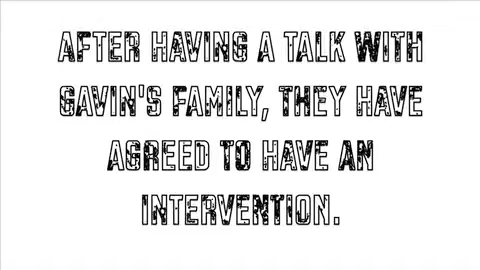 AFTER HAVING A TALK WITH
GAVIN'S FAMILY, THEY HAVE
AGREED TO HAVE AN
INTERVENTION.